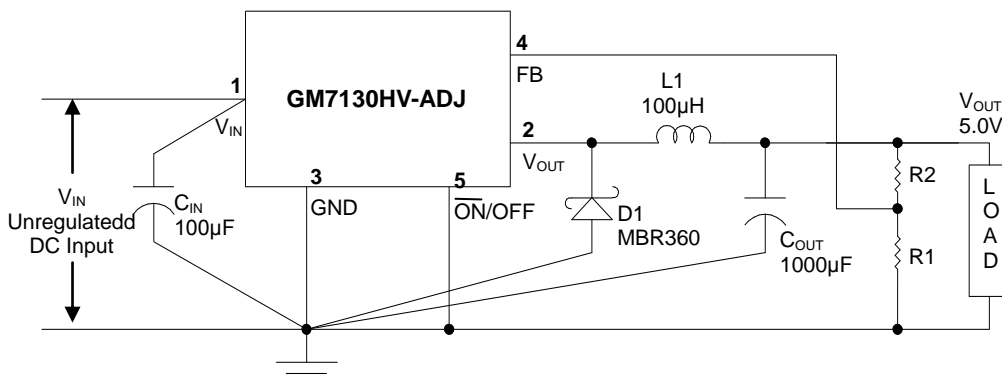 4
FB
GM7130HV-ADJ
1
V_IN
2
V_OUT
3
GND
5
ON/OFF
V_IN
Unregulatedd
DC Input
C_IN
100µF
L1
100µH
D1
MBR360
C_OUT
1000µF
V_OUT
5.0V
R2
R1
LOAD